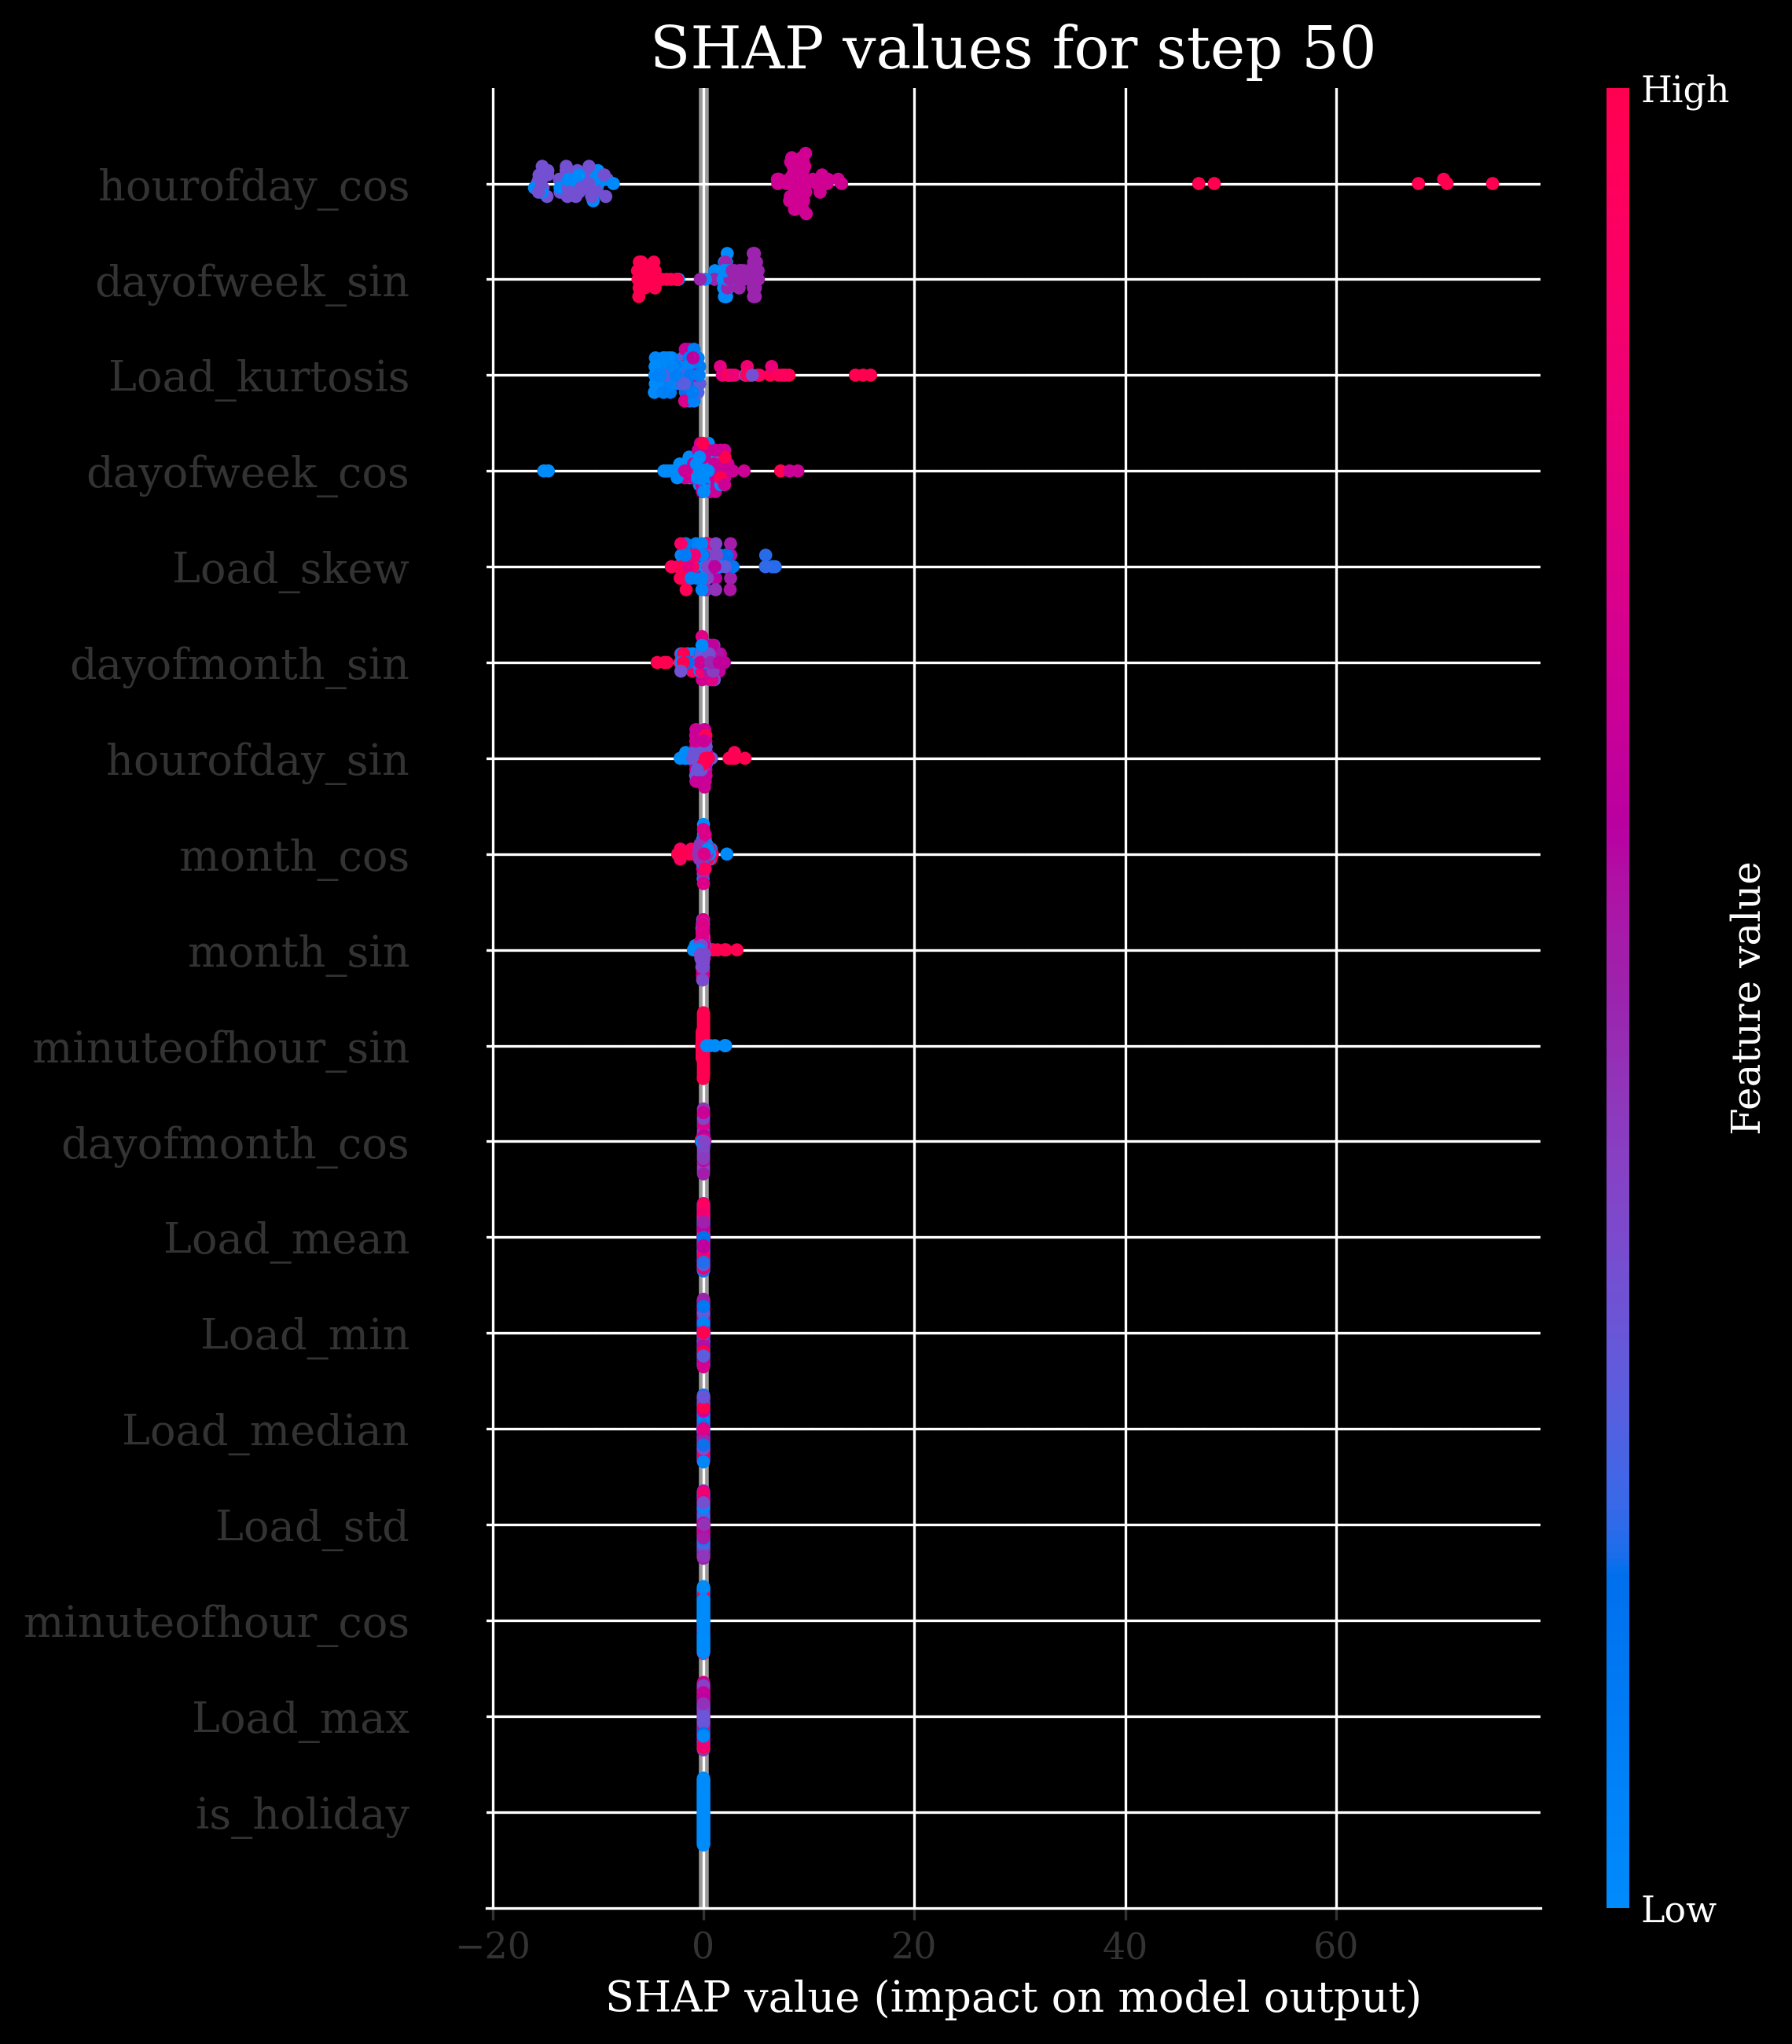 SHAP values for step 50
High
hourofday_cos
dayofweek_sin
Load_kurtosis
dayofweek_cos
Load_skew
dayofmonth_sin
hourofday_sin
month_cos
month_sin
minuteofhour_sin
dayofmonth_cos
Load_mean
Load_min
Load_median
Load_std
minuteofhour_cos
Load_max
is_holiday
Feature value
Low
−20 0 20 40 60
SHAP value (impact on model output)